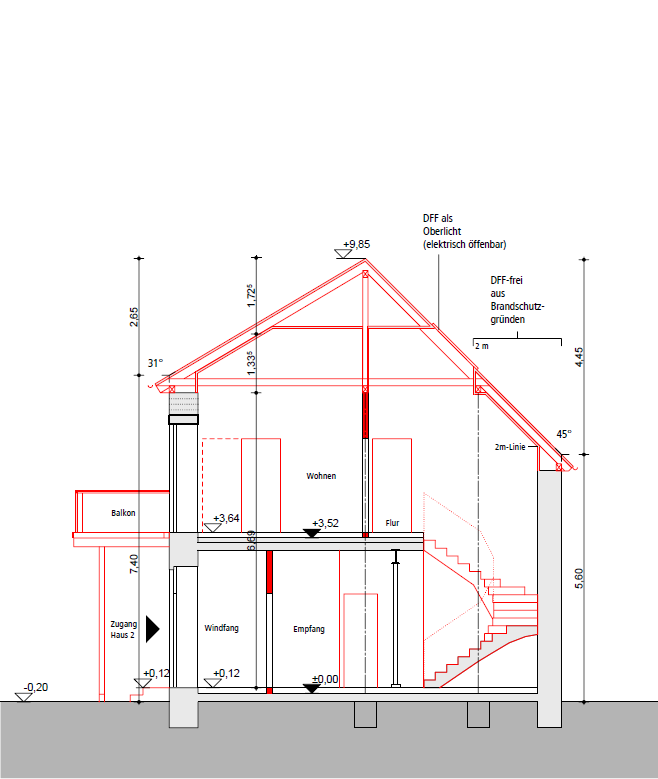 DFF als
Oberlicht
(elektrisch öffenbar)
+9,85
DFF-frei
aus
Brandschutz-
gründen
2,65
1,72⁵
1,33⁵
2 m
4,45
31°
45°
2m-Linie
Wohnen
Balkon
+3,64
+3,52
Flur
6,69
7,40
5,60
Zugang
Haus 2
Windfang
Empfang
+0,12
+0,12
±0,00
-0,20